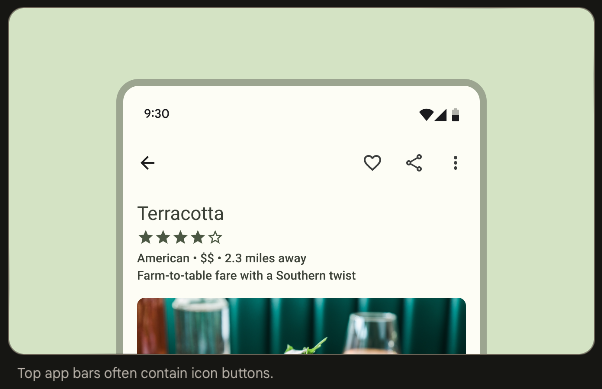 9:30
Terracotta
American • $$ • 2.3 miles away
Farm-to-table fare with a Southern twist
Top app bars often contain icon buttons.